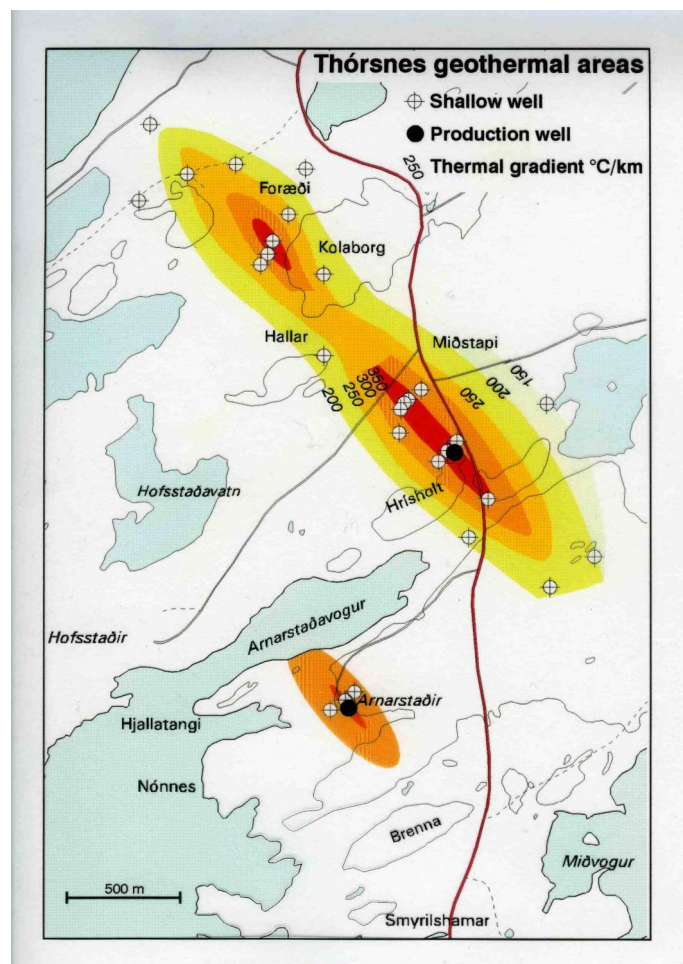 Thórsnes geothermal areas
Shallow well
Production well
250 Thermal gradient °C/km
Foræði
Kolaborg
Hallar
Miðstapi
350
300
250
200
150
200
250
Hofsstaðavatn
Hrísholt
Arnarstaðavogur
Hofsstaðir
Arnarstaðir
Hjallatangi
Nónnes
Brenna
Miðvogur
500 m
Smyrilshamar